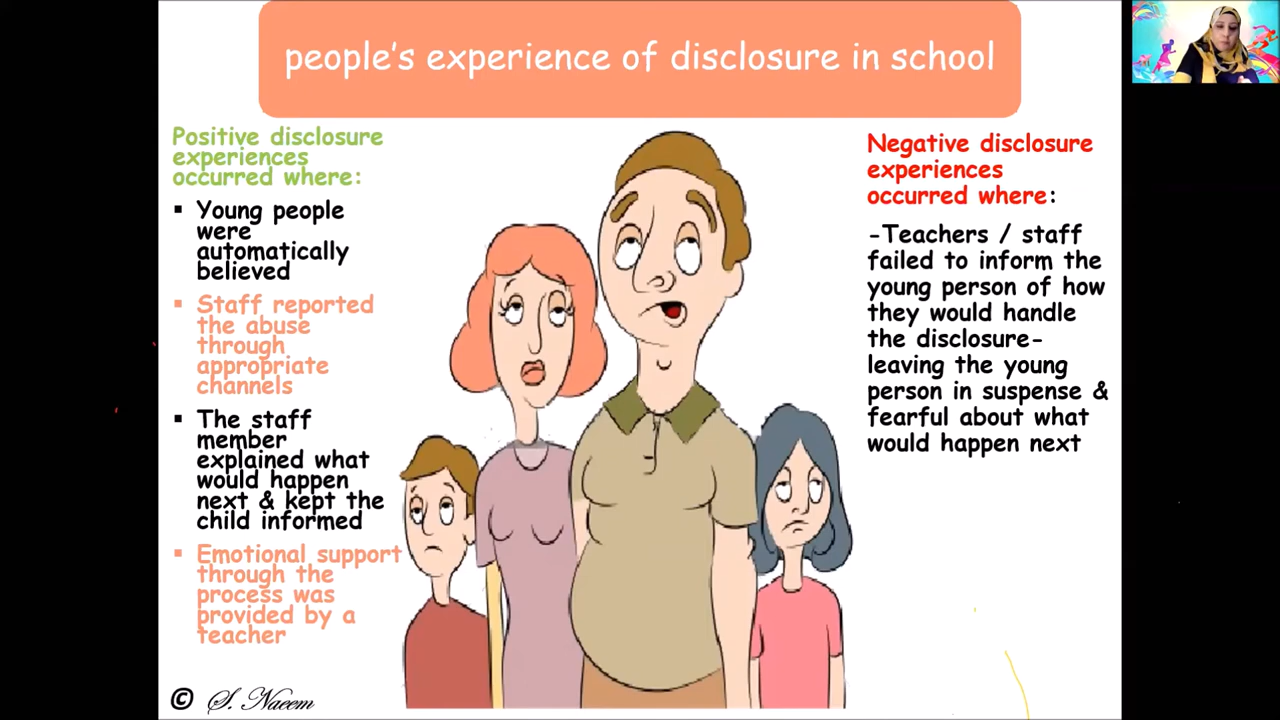 people's experience of disclosure in school
Positive disclosure
experiences
occurred where:
▪ Young people
were
automatically
believed
▪ Staff reported
the abuse
through
appropriate
channels
▪ The staff
member
explained what
would happen
next & kept the
child informed
▪ Emotional support
through the
process was
provided by a
teacher
Negative disclosure
experiences
occurred where:
-Teachers / staff
failed to inform the
young person of how
they would handle
the disclosure-
leaving the young
person in suspense &
fearful about what
would happen next
© S. Naeem